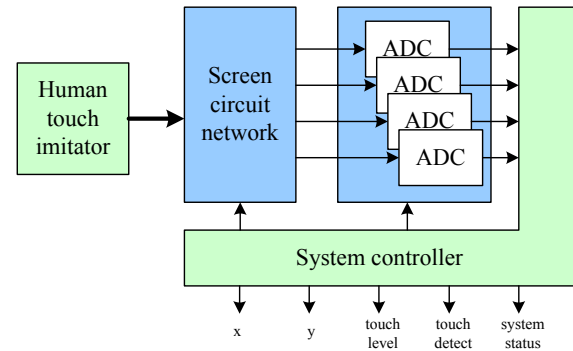 Human
touch
imitator
Screen
circuit
network
ADC
ADC
ADC
ADC
System controller
x
y
touch
level
touch
detect
system
status